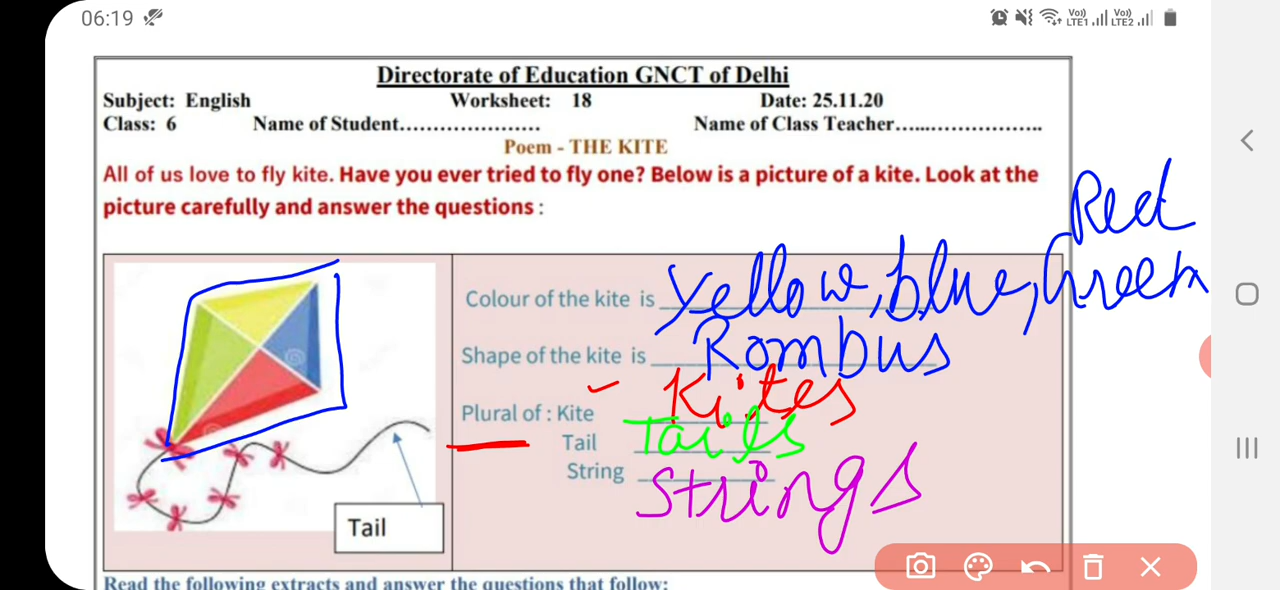 06:19
Vo)) LTE1 Vo)) LTE2
Directorate of Education GNCT of Delhi
Subject: English Worksheet: 18 Date: 25.11.20
Class: 6 Name of Student..................... Name of Class Teacher.......................
Poem - THE KITE
All of us love to fly kite. Have you ever tried to fly one? Below is a picture of a kite. Look at the
picture carefully and answer the questions :
Red
Colour of the kite is Yellow, blue, Green
Shape of the kite is Rombus
Plural of : Kite Kites
Tail Tails
String Strings
Tail
Read the following extracts and answer the questions that follow: